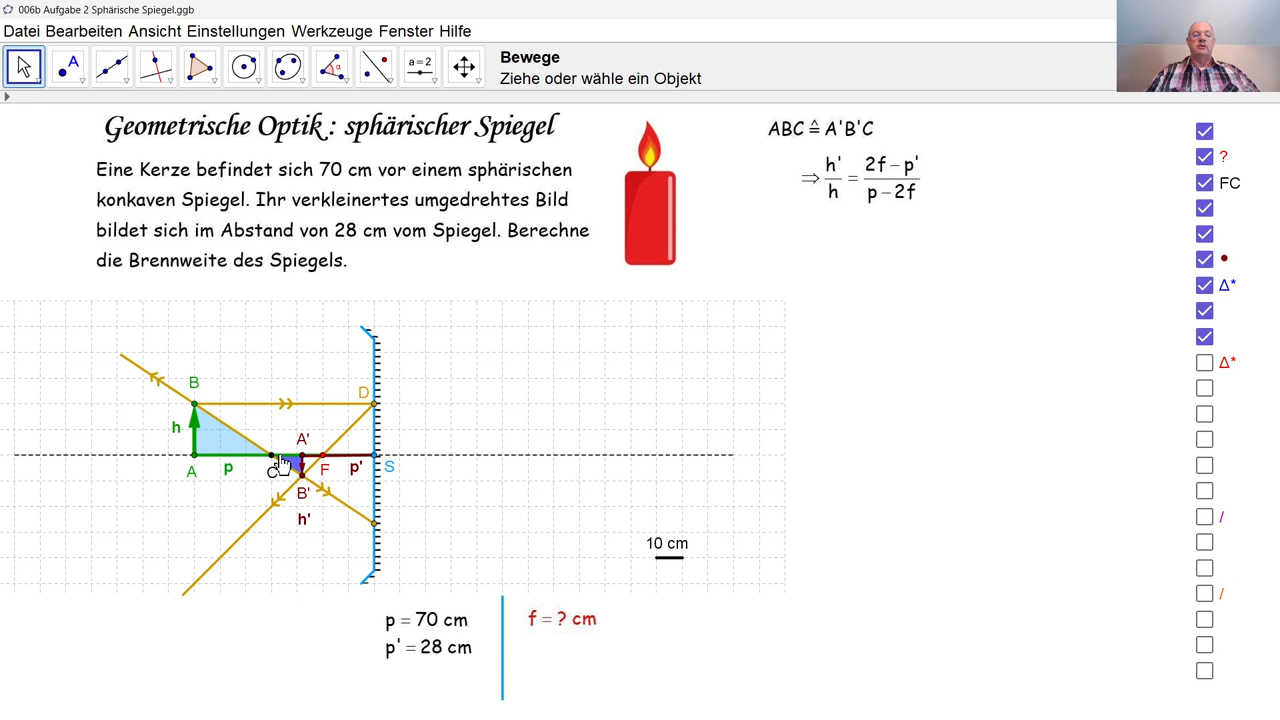 006b Aufgabe 2 Sphärische Spiegel.ggb
Datei Bearbeiten Ansicht Einstellungen Werkzeuge Fenster Hilfe
A
α
a=2
Bewege
Ziehe oder wähle ein Objekt
Geometrische Optik : sphärischer Spiegel
Eine Kerze befindet sich 70 cm vor einem sphärischen
konkaven Spiegel. Ihr verkleinertes umgedrehtes Bild
bildet sich im Abstand von 28 cm vom Spiegel. Berechne
die Brennweite des Spiegels.
ABC ≙ A'B'C
⇒ h'/h = (2f – p')/(p – 2f)
?
FC
Δ*
Δ*
/
/
B
D
h
A'
A
p
C
F
p'
S
B'
h'
10 cm
p = 70 cm
p' = 28 cm
f = ? cm